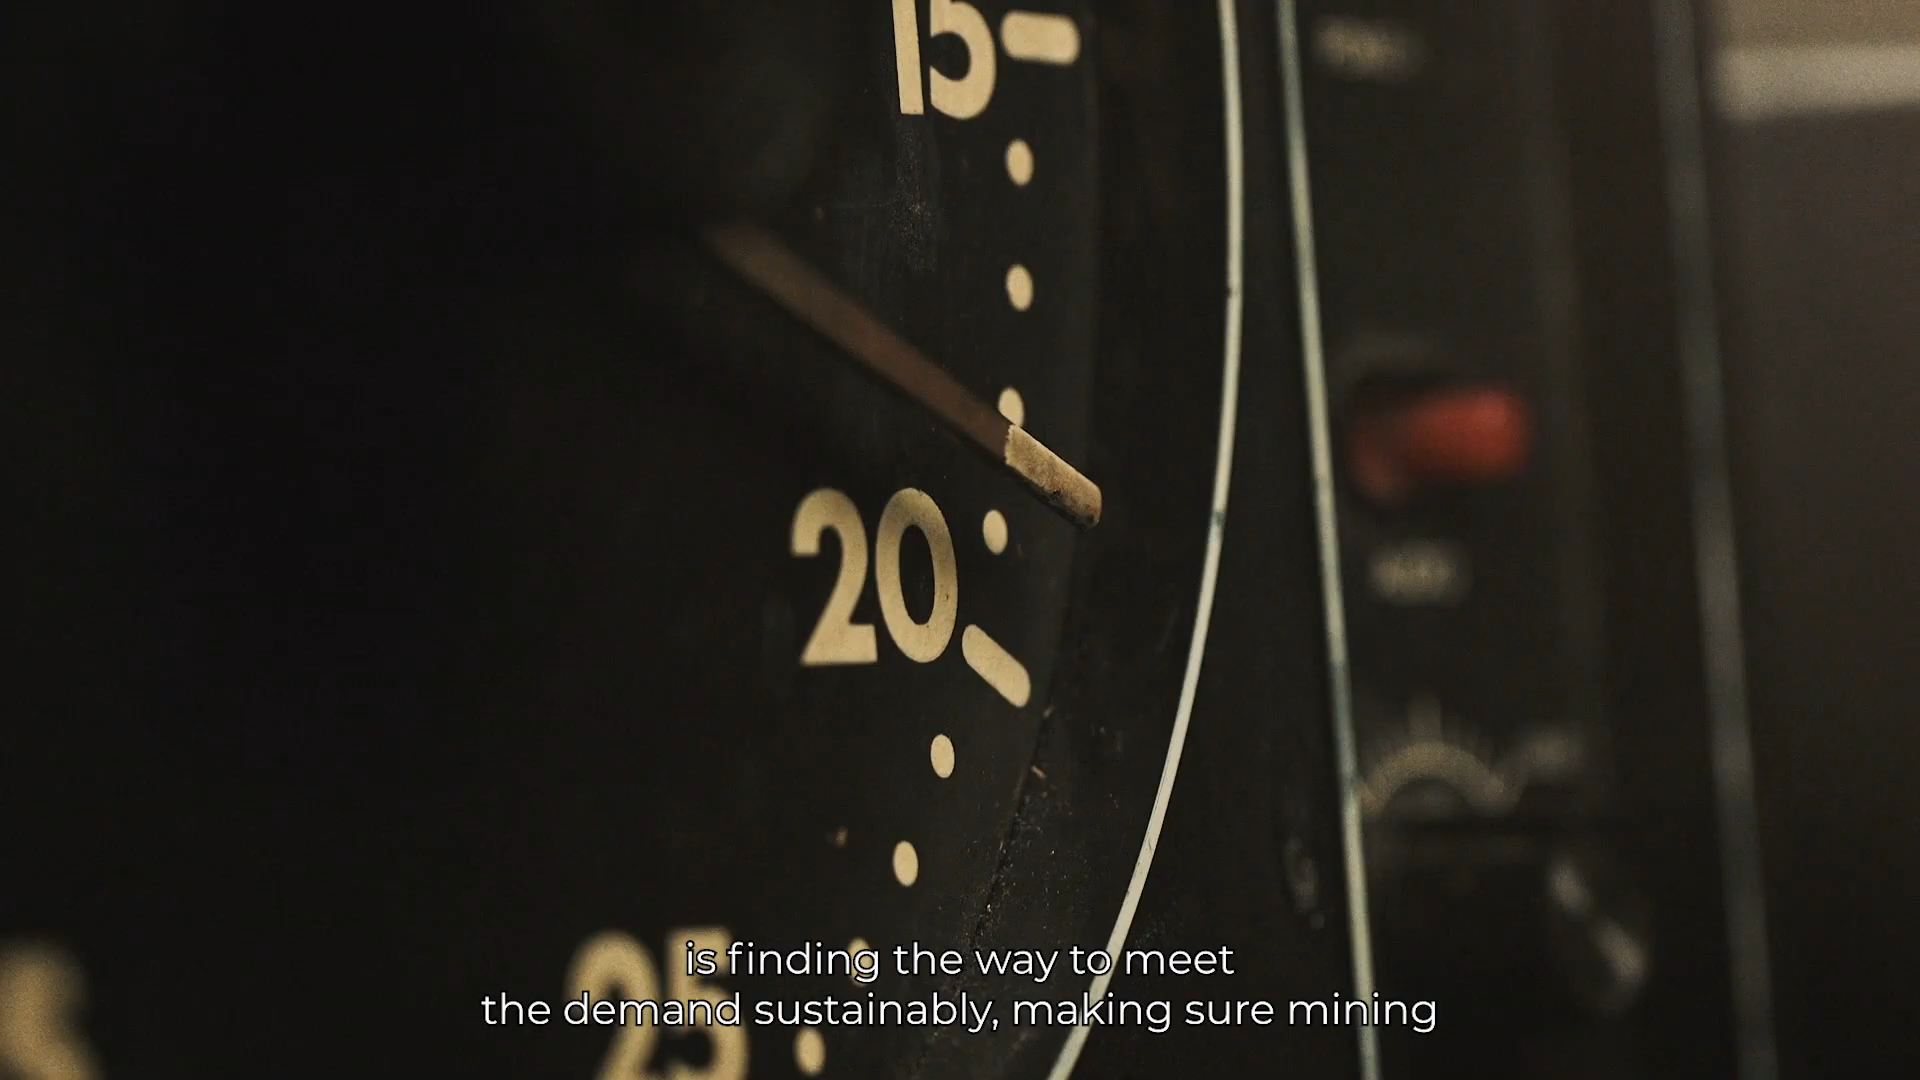 15
20
25
is finding the way to meet
the demand sustainably, making sure mining